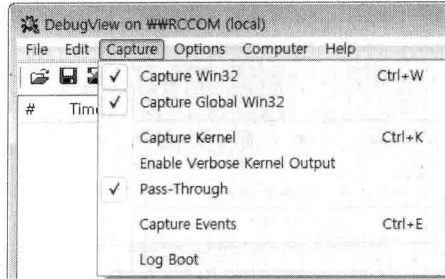 DebugView on ₩₩RCCOM (local)
File Edit Capture Options Computer Help
# Time
✓ Capture Win32 Ctrl+W
✓ Capture Global Win32
Capture Kernel Ctrl+K
Enable Verbose Kernel Output
✓ Pass-Through
Capture Events Ctrl+E
Log Boot